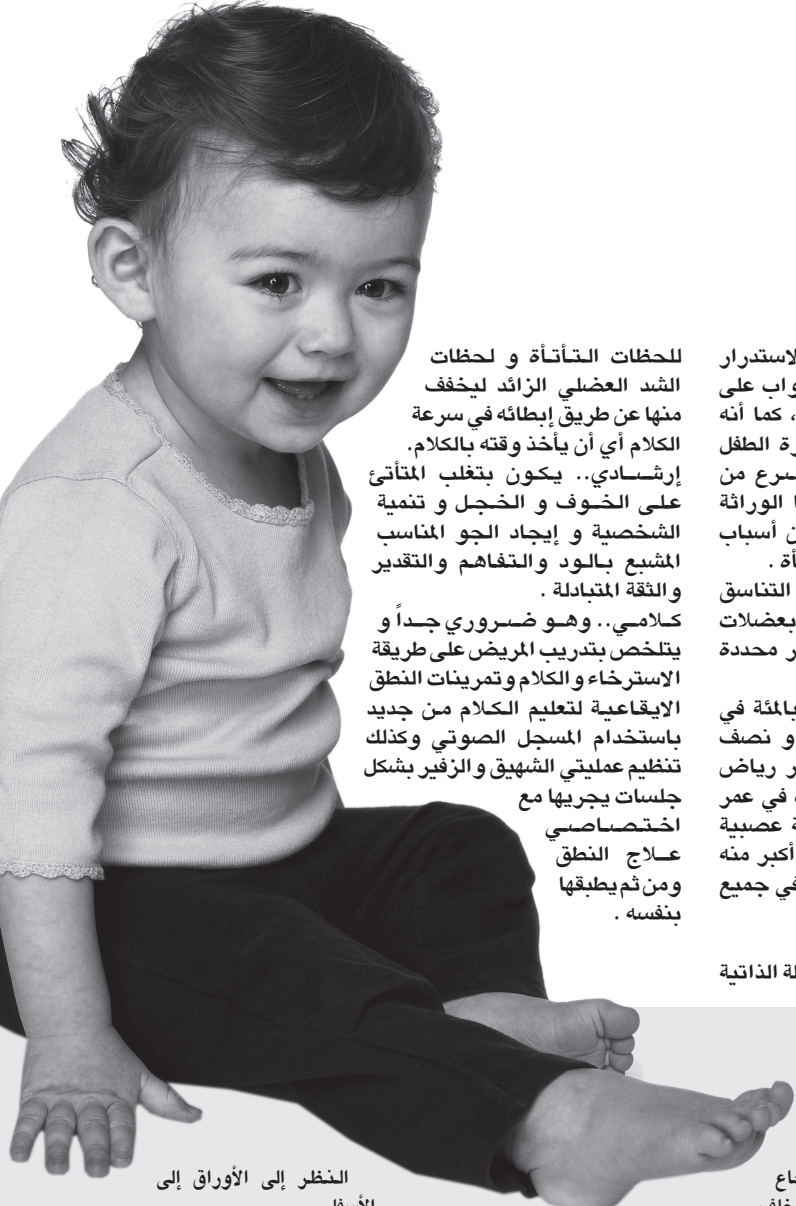 لاستدرار
واب على
، كما أنه
رة الطفل
سرع من
ا الوراثة
ن أسباب
أة .
التناسق
بعضلات
ر محددة
بالمئة في
و نصف
ر رياض
في عمر
ة عصبية
أكبر منه
في جميع
لة الذاتية
للحظات التأتأة و لحظات
الشد العضلي الزائد ليخفف
منها عن طريق إبطائه في سرعة
الكلام أي أن يأخذ وقته بالكلام.
إرشادي.. يكون بتغلب المتأتئ
على الخوف و الخجل و تنمية
الشخصية و إيجاد الجو المناسب
المشبع بالود والتفاهم والتقدير
والثقة المتبادلة .
كلامي.. وهو ضروري جداً و
يتلخص بتدريب المريض على طريقة
الاسترخاء والكلام وتمرينات النطق
الايقاعية لتعليم الكلام من جديد
باستخدام المسجل الصوتي وكذلك
تنظيم عمليتي الشهيق والزفير بشكل
جلسات يجريها مع
اختصاصي
علاج النطق
ومن ثم يطبقها
بنفسه .
اع
النظر إلى الأوراق إلى